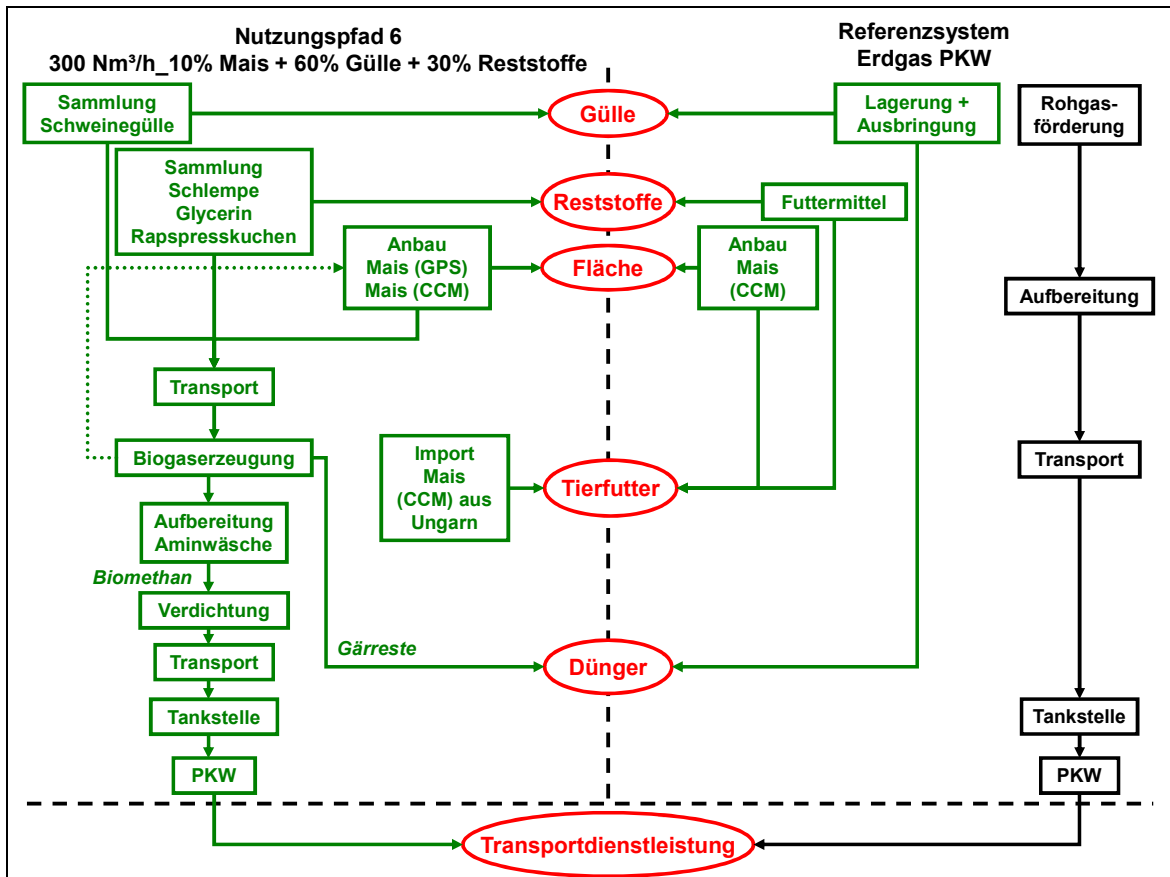 Nutzungspfad 6
300 Nm³/h_10% Mais + 60% Gülle + 30% Reststoffe
Referenzsystem
Erdgas PKW
Sammlung
Schweinegülle
Gülle
Lagerung +
Ausbringung
Rohgas-
förderung
Sammlung
Schlempe
Glycerin
Rapspresskuchen
Reststoffe
Futtermittel
Anbau
Mais (GPS)
Mais (CCM)
Fläche
Anbau
Mais
(CCM)
Aufbereitung
Transport
Biogaserzeugung
Import
Mais
(CCM) aus
Ungarn
Tierfutter
Transport
Aufbereitung
Aminwäsche
Biomethan
Verdichtung
Gärreste
Transport
Dünger
Tankstelle
Tankstelle
PKW
PKW
Transportdienstleistung